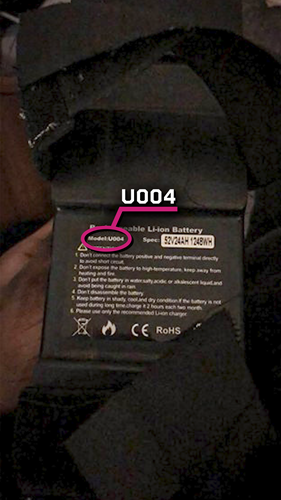 U004
Li-ion Battery
Model:U004 Spec: 52V24AH 1248WH
1. Don't connect the battery positive and negative terminal directly
to avoid short circuit.
2. Don't expose the battery to high-temperature, keep away from
heating and fire.
3. Don't put the battery in water,salty,acidic or alkalescent liquid,and
avoid being caught in rain
4. Don't disassemble the battery
5. Keep battery in shady, cool,and dry condition if the battery is not
used during long time,charge it 2 hours each two month.
6. Please use only the recommended Li-ion charger
CE RoHS